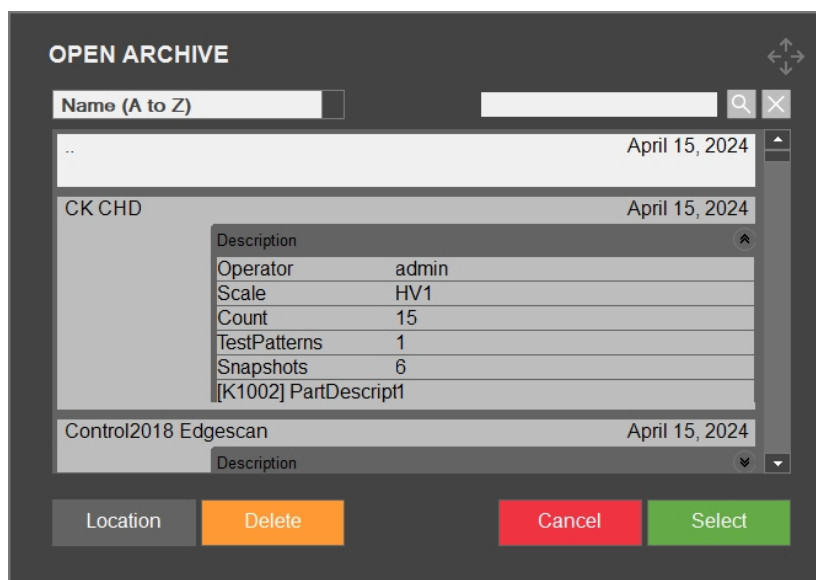 OPEN ARCHIVE
Name (A to Z)
.. April 15, 2024
CK CHD April 15, 2024
Description
Operator admin
Scale HV1
Count 15
TestPatterns 1
Snapshots 6
[K1002] PartDescript1
Control2018 Edgescan April 15, 2024
Description
Location Delete Cancel Select